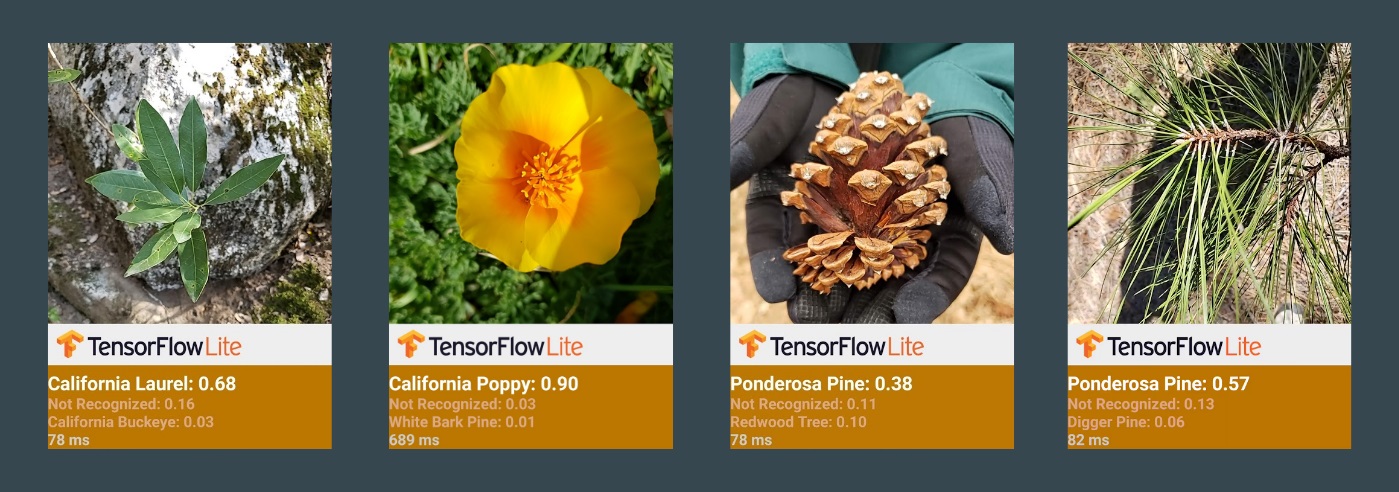 TensorFlow Lite
California Laurel: 0.68
Not Recognized: 0.16
California Buckeye: 0.03
78 ms
TensorFlow Lite
California Poppy: 0.90
Not Recognized: 0.03
White Bark Pine: 0.01
689 ms
TensorFlow Lite
Ponderosa Pine: 0.38
Not Recognized: 0.11
Redwood Tree: 0.10
78 ms
TensorFlow Lite
Ponderosa Pine: 0.57
Not Recognized: 0.13
Digger Pine: 0.06
82 ms